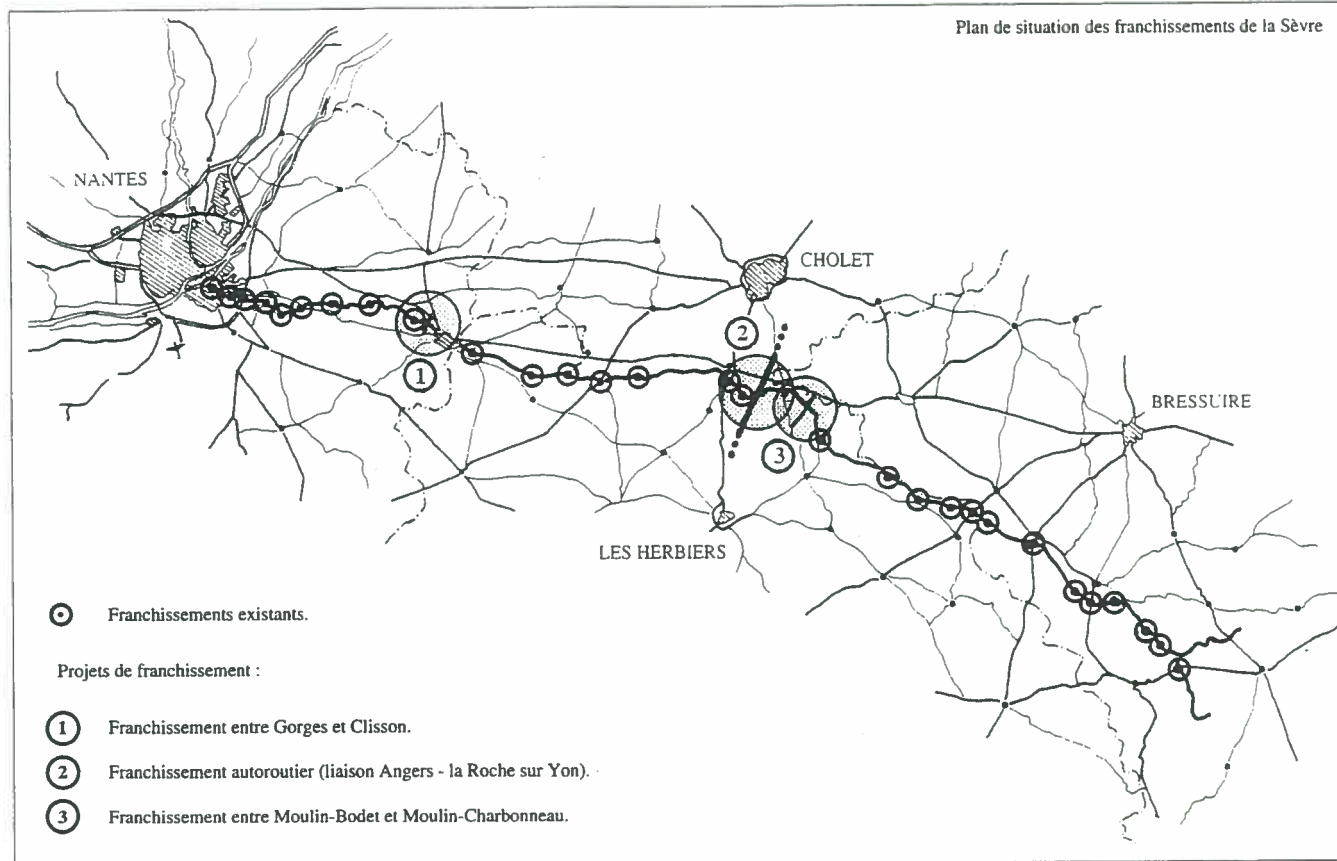 Plan de situation des franchissements de la Sèvre
NANTES
CHOLET
2
1
BRESSUIRE
3
LES HERBIERS
Franchissements existants.
Projets de franchissement :
1 Franchissement entre Gorges et Clisson.
2 Franchissement autoroutier (liaison Angers - la Roche sur Yon).
3 Franchissement entre Moulin-Bodet et Moulin-Charbonneau.